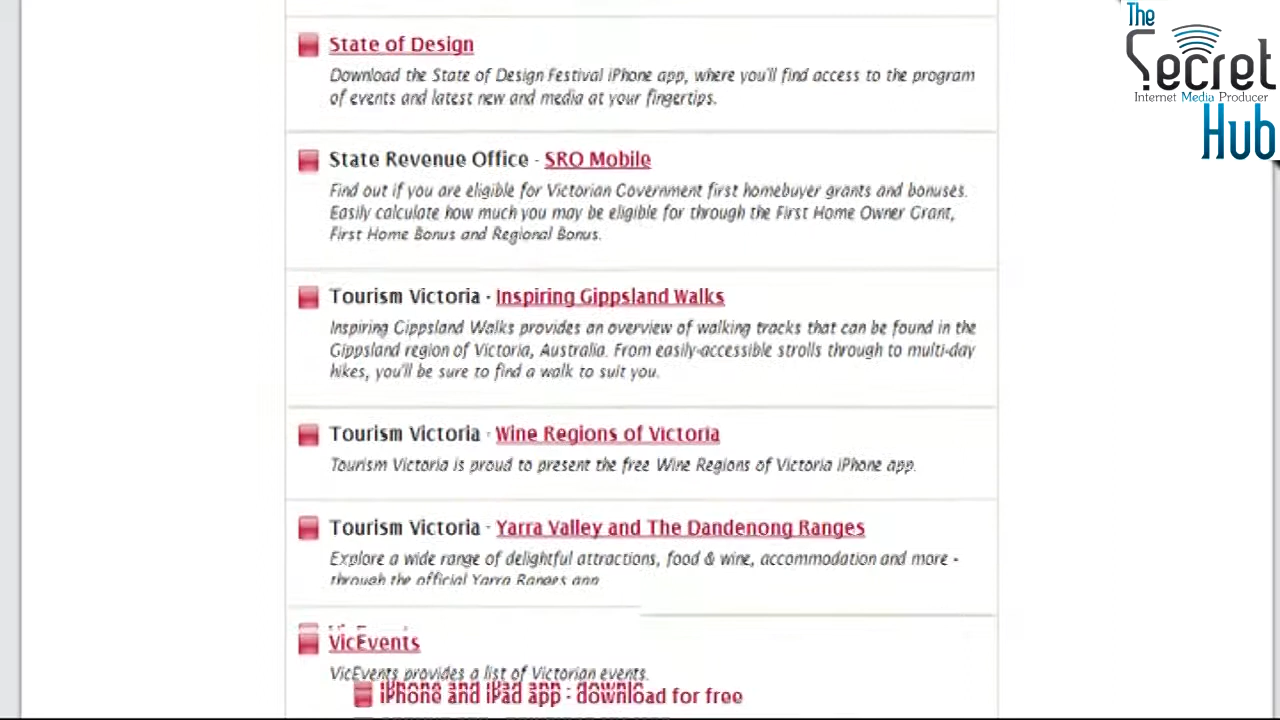 The
Secret
Internet Media Producer
Hub
State of Design
Download the State of Design Festival iPhone app, where you'll find access to the program
of events and latest new and media at your fingertips.
State Revenue Office - SRO Mobile
Find out if you are eligible for Victorian Government first homebuyer grants and bonuses.
Easily calculate how much you may be eligible for through the First Home Owner Grant,
First Home Bonus and Regional Bonus.
Tourism Victoria - Inspiring Gippsland Walks
Inspiring Gippsland Walks provides an overview of walking tracks that can be found in the
Gippsland region of Victoria, Australia. From easily-accessible strolls through to multi-day
hikes, you'll be sure to find a walk to suit you.
Tourism Victoria - Wine Regions of Victoria
Tourism Victoria is proud to present the free Wine Regions of Victoria iPhone app.
Tourism Victoria - Yarra Valley and The Dandenong Ranges
Explore a wide range of delightful attractions, food & wine, accommodation and more -
through the official Yarra Ranges app
VicEvents
VicEvents provides a list of Victorian events.
iPhone and iPad app - download for free